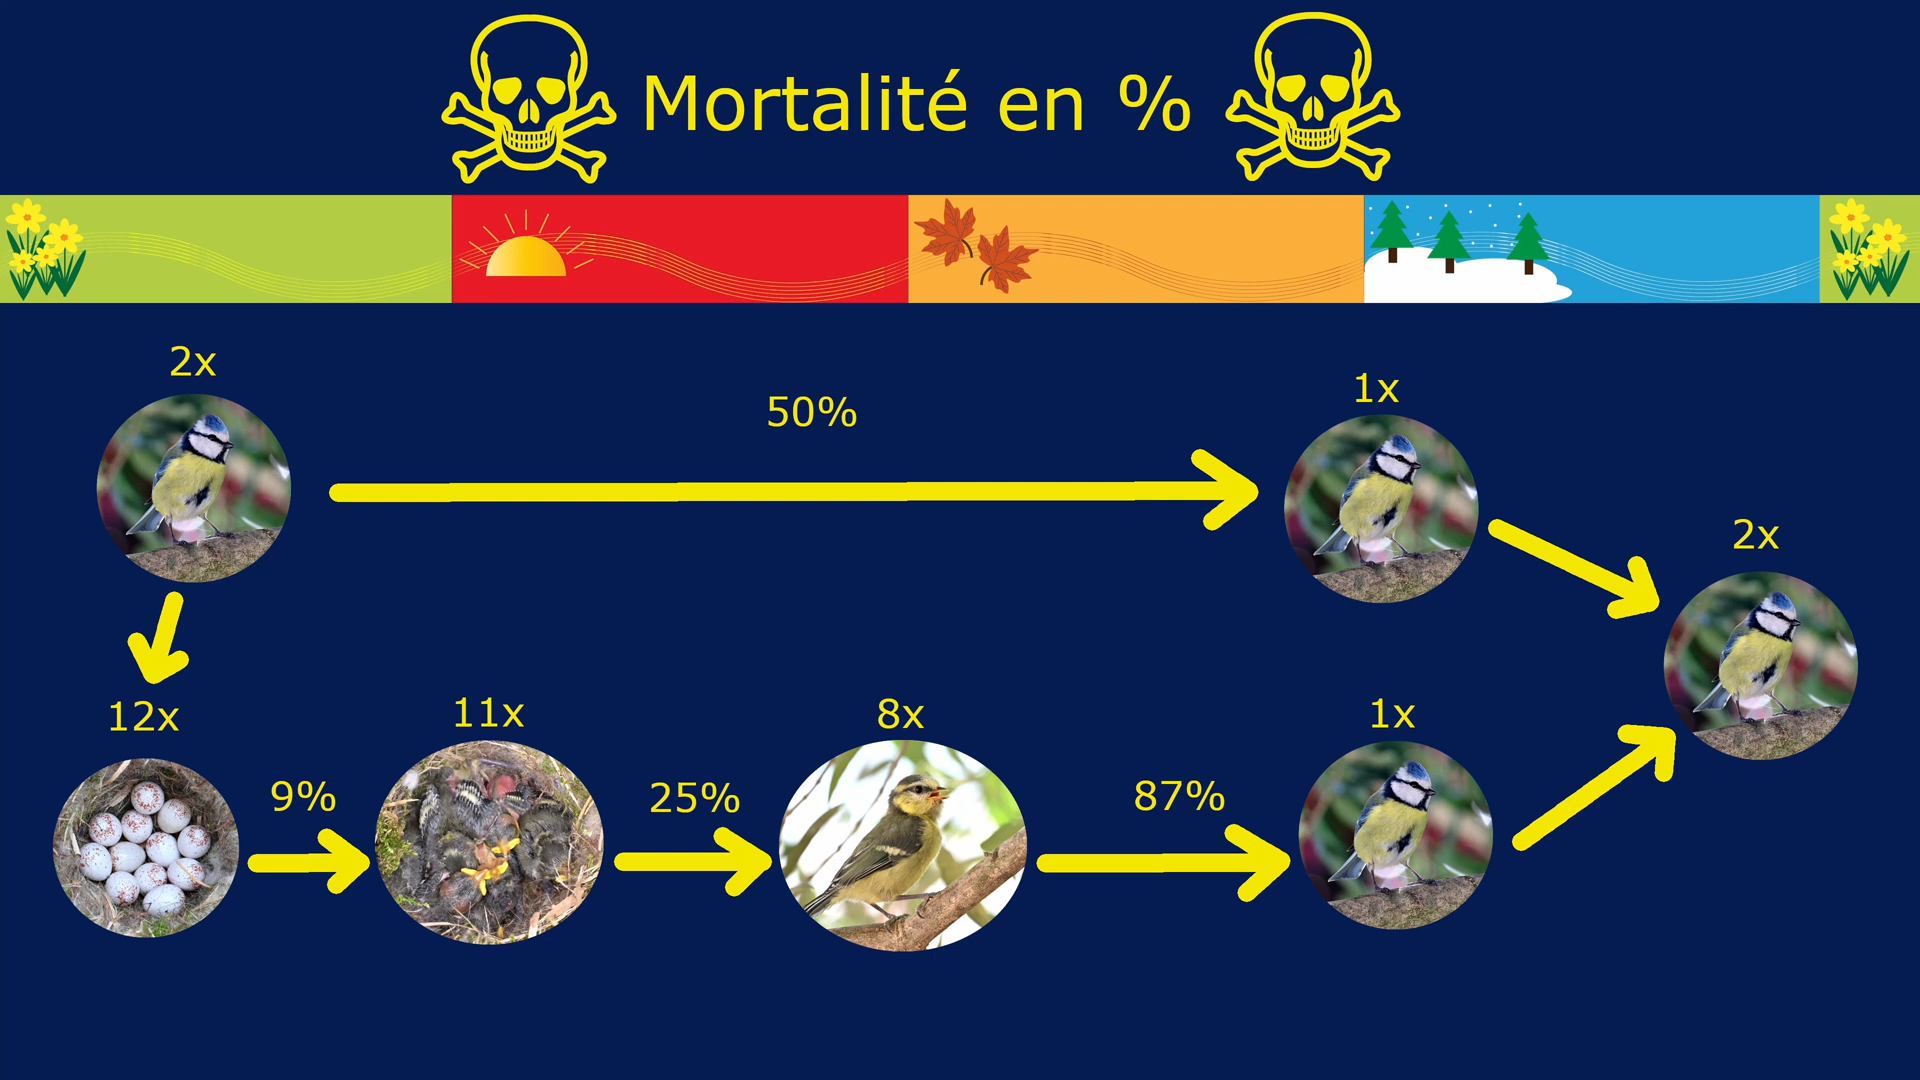 Mortalité en %
2x
50%
1x
2x
12x
9%
11x
25%
8x
87%
1x